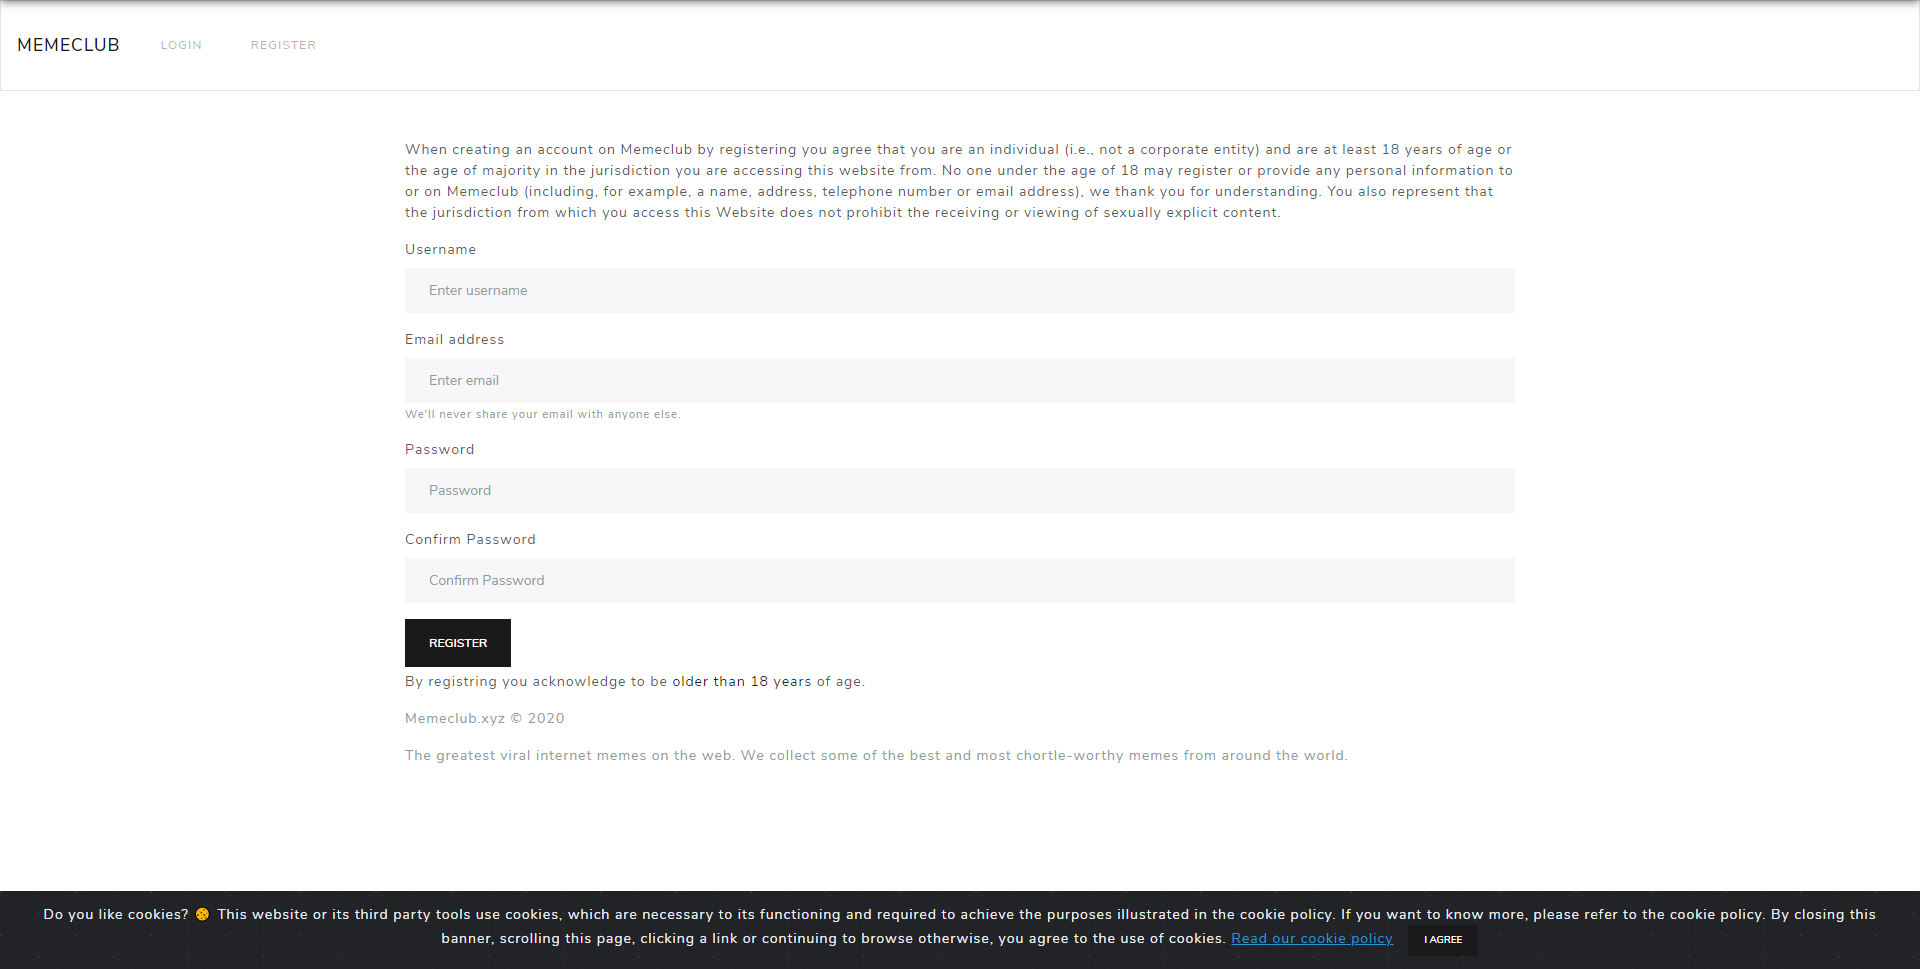 MEMECLUB LOGIN REGISTER
When creating an account on Memeclub by registering you agree that you are an individual (i.e., not a corporate entity) and are at least 18 years of age or
the age of majority in the jurisdiction you are accessing this website from. No one under the age of 18 may register or provide any personal information to
or on Memeclub (including, for example, a name, address, telephone number or email address), we thank you for understanding. You also represent that
the jurisdiction from which you access this Website does not prohibit the receiving or viewing of sexually explicit content.
Username
Enter username
Email address
Enter email
We'll never share your email with anyone else.
Password
Password
Confirm Password
Confirm Password
REGISTER
By registring you acknowledge to be older than 18 years of age.
Memeclub.xyz © 2020
The greatest viral internet memes on the web. We collect some of the best and most chortle-worthy memes from around the world.
Do you like cookies? 🍪 This website or its third party tools use cookies, which are necessary to its functioning and required to achieve the purposes illustrated in the cookie policy. If you want to know more, please refer to the cookie policy. By closing this
banner, scrolling this page, clicking a link or continuing to browse otherwise, you agree to the use of cookies. Read our cookie policy I AGREE